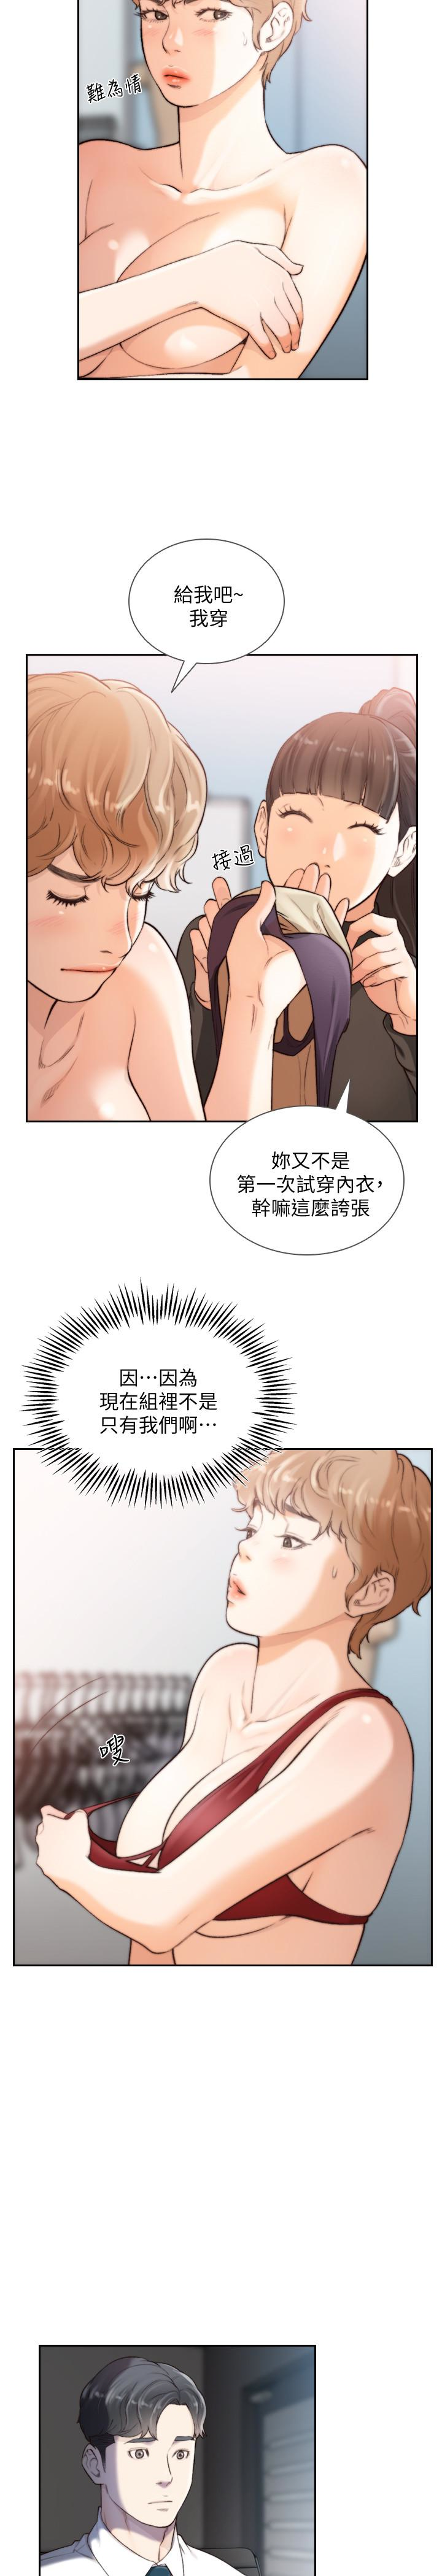 難為情
給我吧~
我穿
接過
妳又不是
第一次試穿內衣,
幹嘛這麼誇張
因⋯因為
現在組裡不是
只有我們啊⋯
嗖